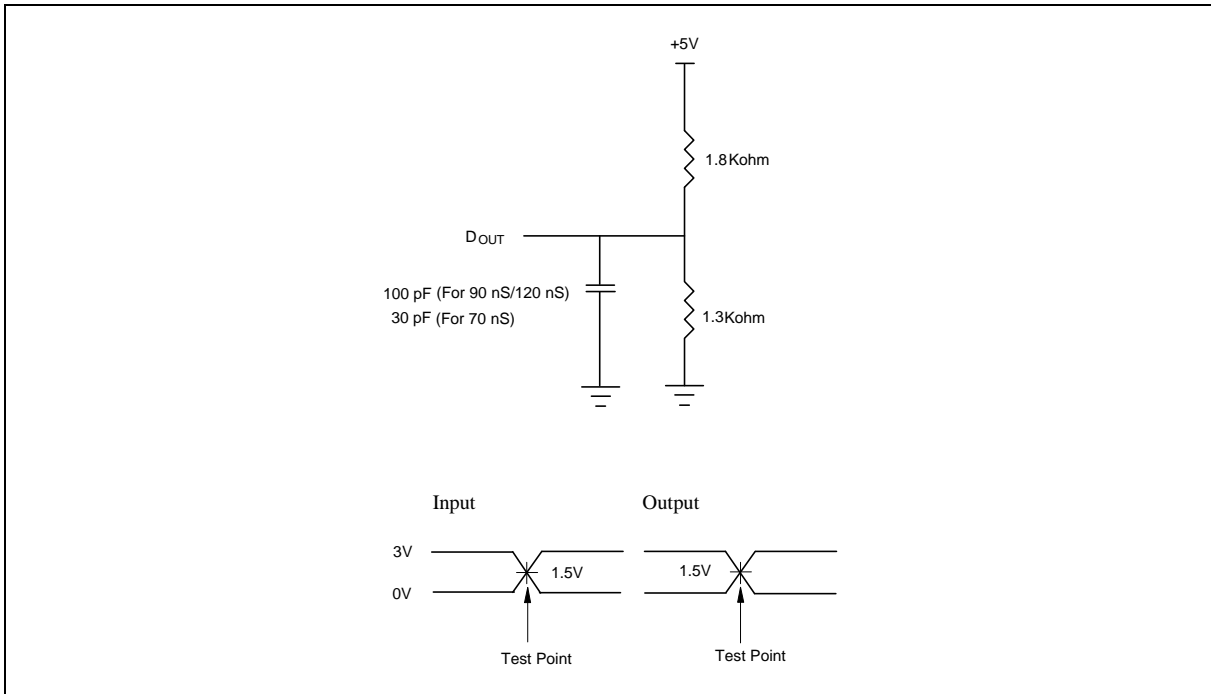 +5V
1.8Kohm
DOUT
100 pF (For 90 nS/120 nS)
30 pF (For 70 nS)
1.3Kohm
Input Output
3V
1.5V 1.5V
0V
Test Point Test Point